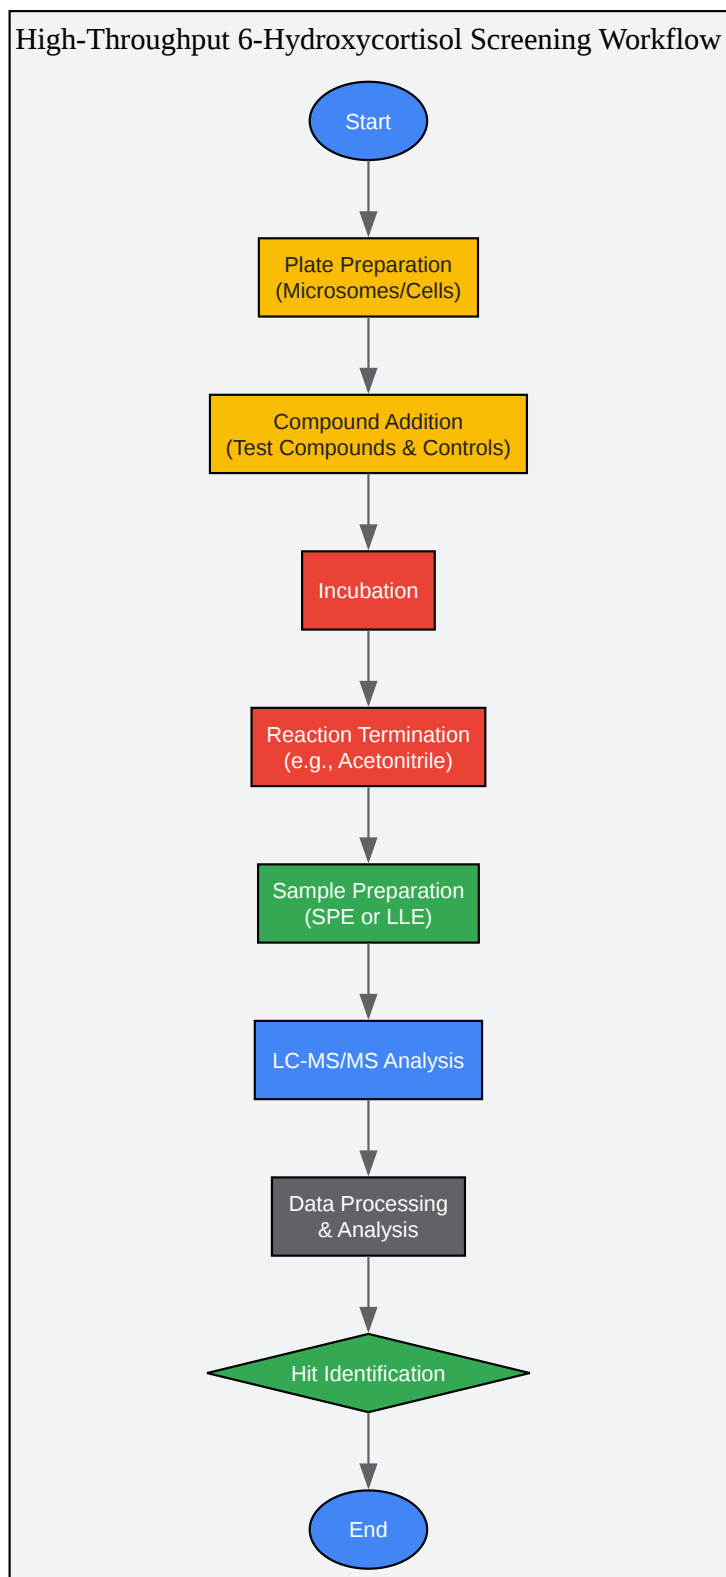 High-Throughput 6-Hydroxycortisol Screening Workflow
Start
Plate Preparation
(Microsomes/Cells)
Compound Addition
(Test Compounds & Controls)
Incubation
Reaction Termination
(e.g., Acetonitrile)
Sample Preparation
(SPE or LLE)
LC-MS/MS Analysis
Data Processing
& Analysis
Hit Identification
End